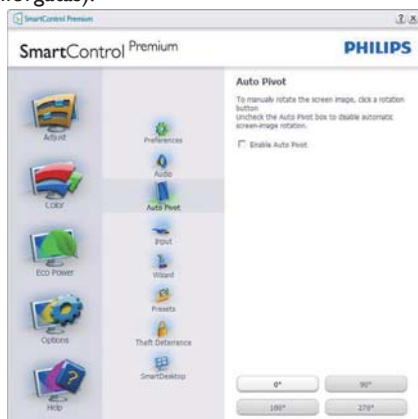 SmartControl Premium
SmartControl Premium
PHILIPS
Adjust
Color
Eco Power
Options
Help
Preferences
Audio
Auto Pivot
Input
Wizard
Presets
Theft Deterrence
SmartDesktop
Auto Pivot
To manually rotate the screen image, click a rotation
button
Uncheck the Auto Pivot box to disable automatic
screen-image rotation.
Enable Auto Pivot
0°
90°
180°
270°